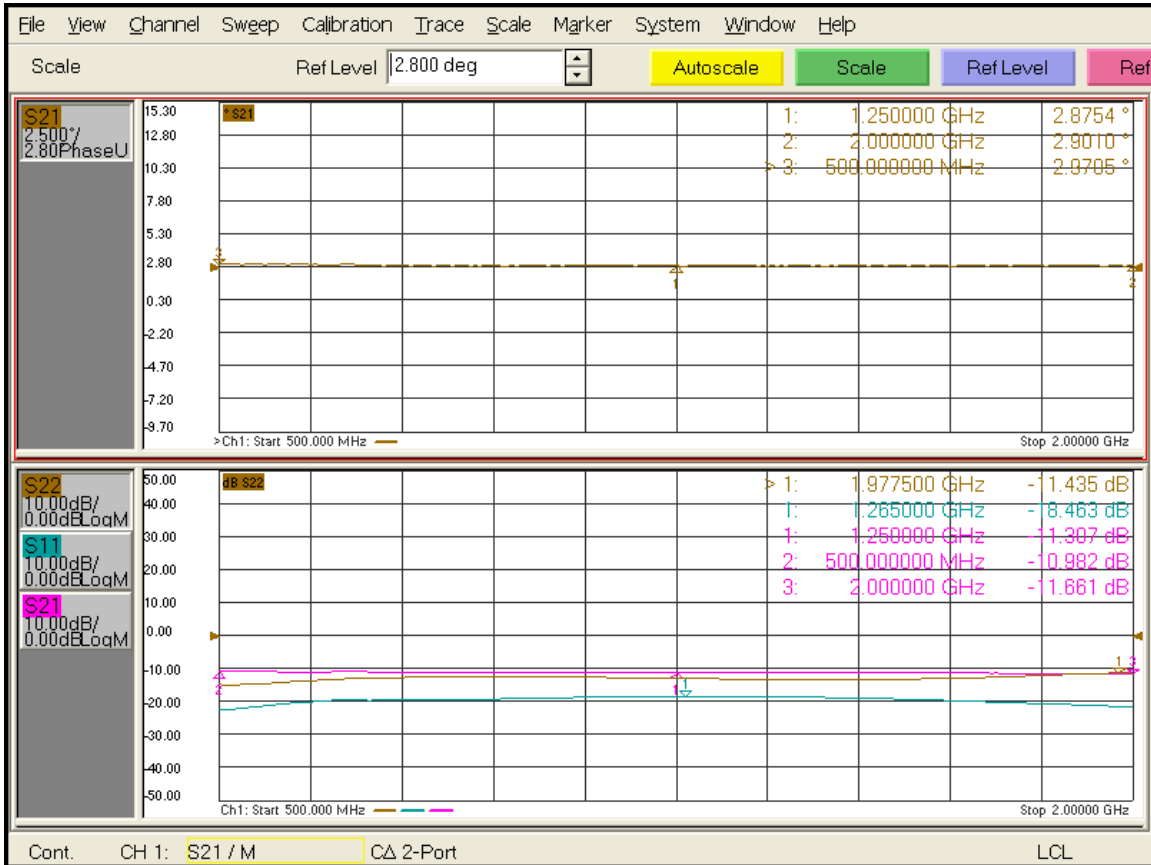 File View Channel Sweep Calibration Trace Scale Marker System Window Help
Scale Ref Level 2.800 deg Autoscale Scale Ref Level Ref
S21
2.500°/
2.80PhaseU
15.30
12.80
10.30
7.80
5.30
2.80
0.30
-2.20
-4.70
-7.20
-9.70
° S21
1: 1.250000 GHz 2.8754 °
2: 2.000000 GHz 2.9010 °
> 3: 500.000000 MHz
3
1
2
>Ch1: Start 500.000 MHz Stop 2.00000 GHz
S22
10.00dB/
0.00dBLogM
S11
10.00dB/
0.00dBLogM
S21
10.00dB/
0.00dBLogM
50.00
40.00
30.00
20.00
10.00
0.00
-10.00
-20.00
-30.00
-40.00
-50.00
dB S22
> 1: 1.977500 GHz -11.435 dB
1: 1.265000 GHz -18.463 dB
1: 1.250000 GHz -11.307 dB
2: 500.000000 MHz -10.982 dB
3: 2.000000 GHz -11.661 dB
1 3
2 1 1
Ch1: Start 500.000 MHz Stop 2.00000 GHz
Cont. CH 1: S21 / M C∆ 2-Port LCL